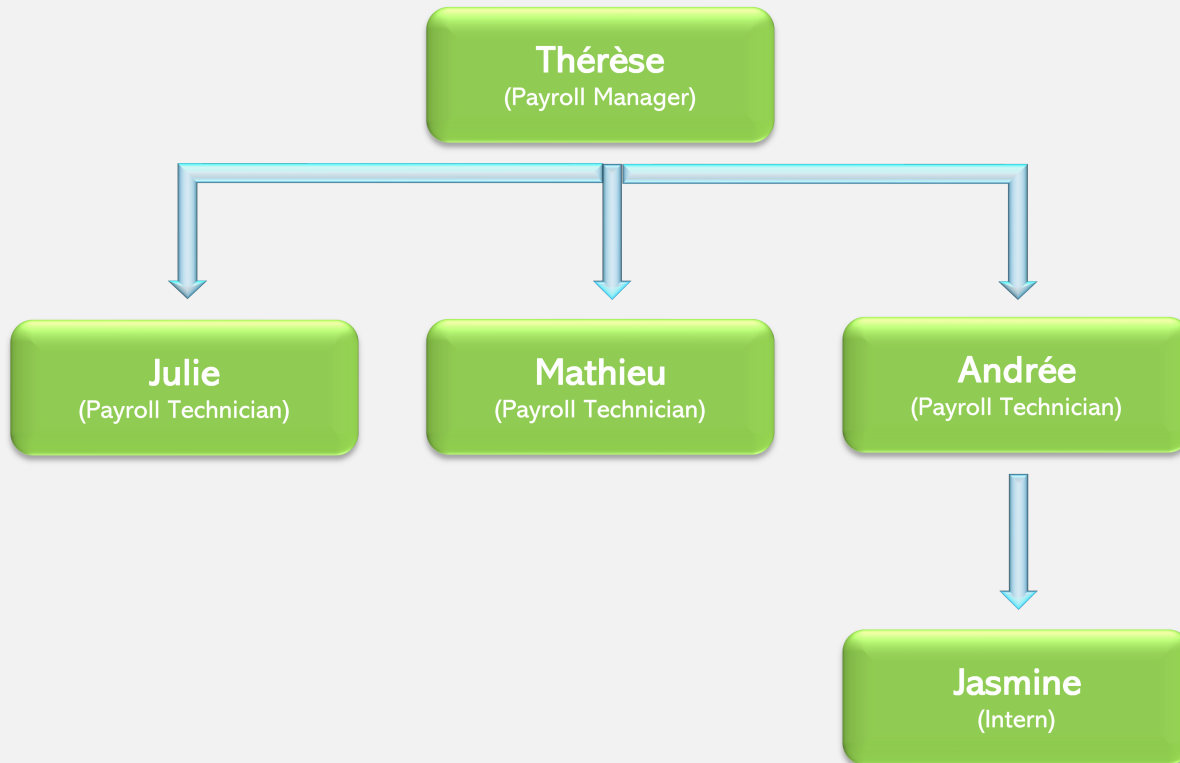 Thérèse
(Payroll Manager)
Julie
(Payroll Technician)
Mathieu
(Payroll Technician)
Andrée
(Payroll Technician)
Jasmine
(Intern)